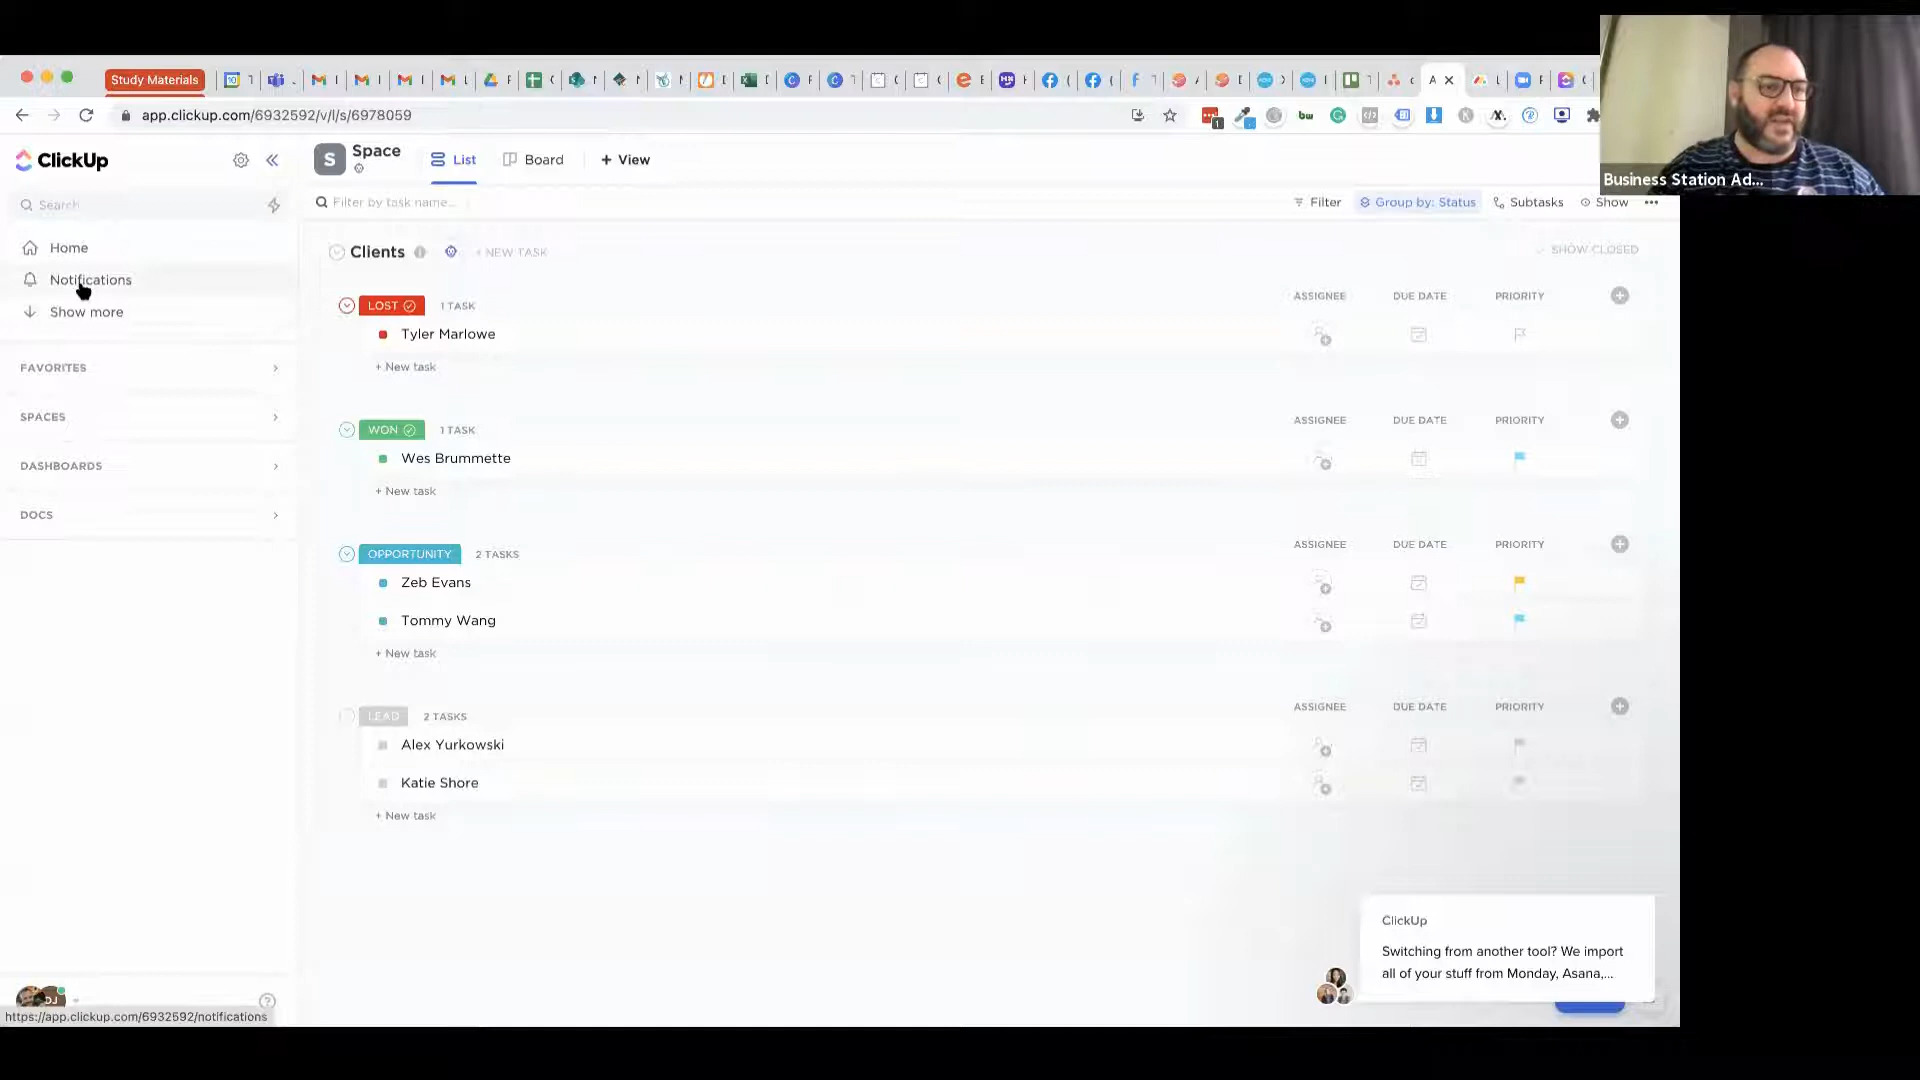 Study Materials
app.clickup.com/6932592/v/l/s/6978059
Business Station Ad...
ClickUp
S
Space
List
Board
+ View
Search
Filter by task name...
Filter
Group by: Status
Subtasks
Show
Home
Notifications
Show more
FAVORITES
SPACES
DASHBOARDS
DOCS
Clients
+ NEW TASK
SHOW CLOSED
LOST
1 TASK
ASSIGNEE
DUE DATE
PRIORITY
Tyler Marlowe
+ New task
WON
1 TASK
ASSIGNEE
DUE DATE
PRIORITY
Wes Brummette
+ New task
OPPORTUNITY
2 TASKS
ASSIGNEE
DUE DATE
PRIORITY
Zeb Evans
Tommy Wang
+ New task
LEAD
2 TASKS
ASSIGNEE
DUE DATE
PRIORITY
Alex Yurkowski
Katie Shore
+ New task
ClickUp
Switching from another tool? We import
all of your stuff from Monday, Asana,...
DJ
https://app.clickup.com/6932592/notifications